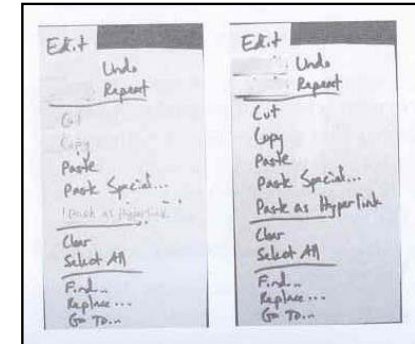 Edit
Undo
Repeat
Cut
Copy
Paste
Paste Special...
Paste as Hyperlink
Clear
Select All
Find...
Replace...
Go To...
Edit
Undo
Repeat
Cut
Copy
Paste
Paste Special...
Paste as Hyperlink
Clear
Select All
Find...
Replace...
Go To...